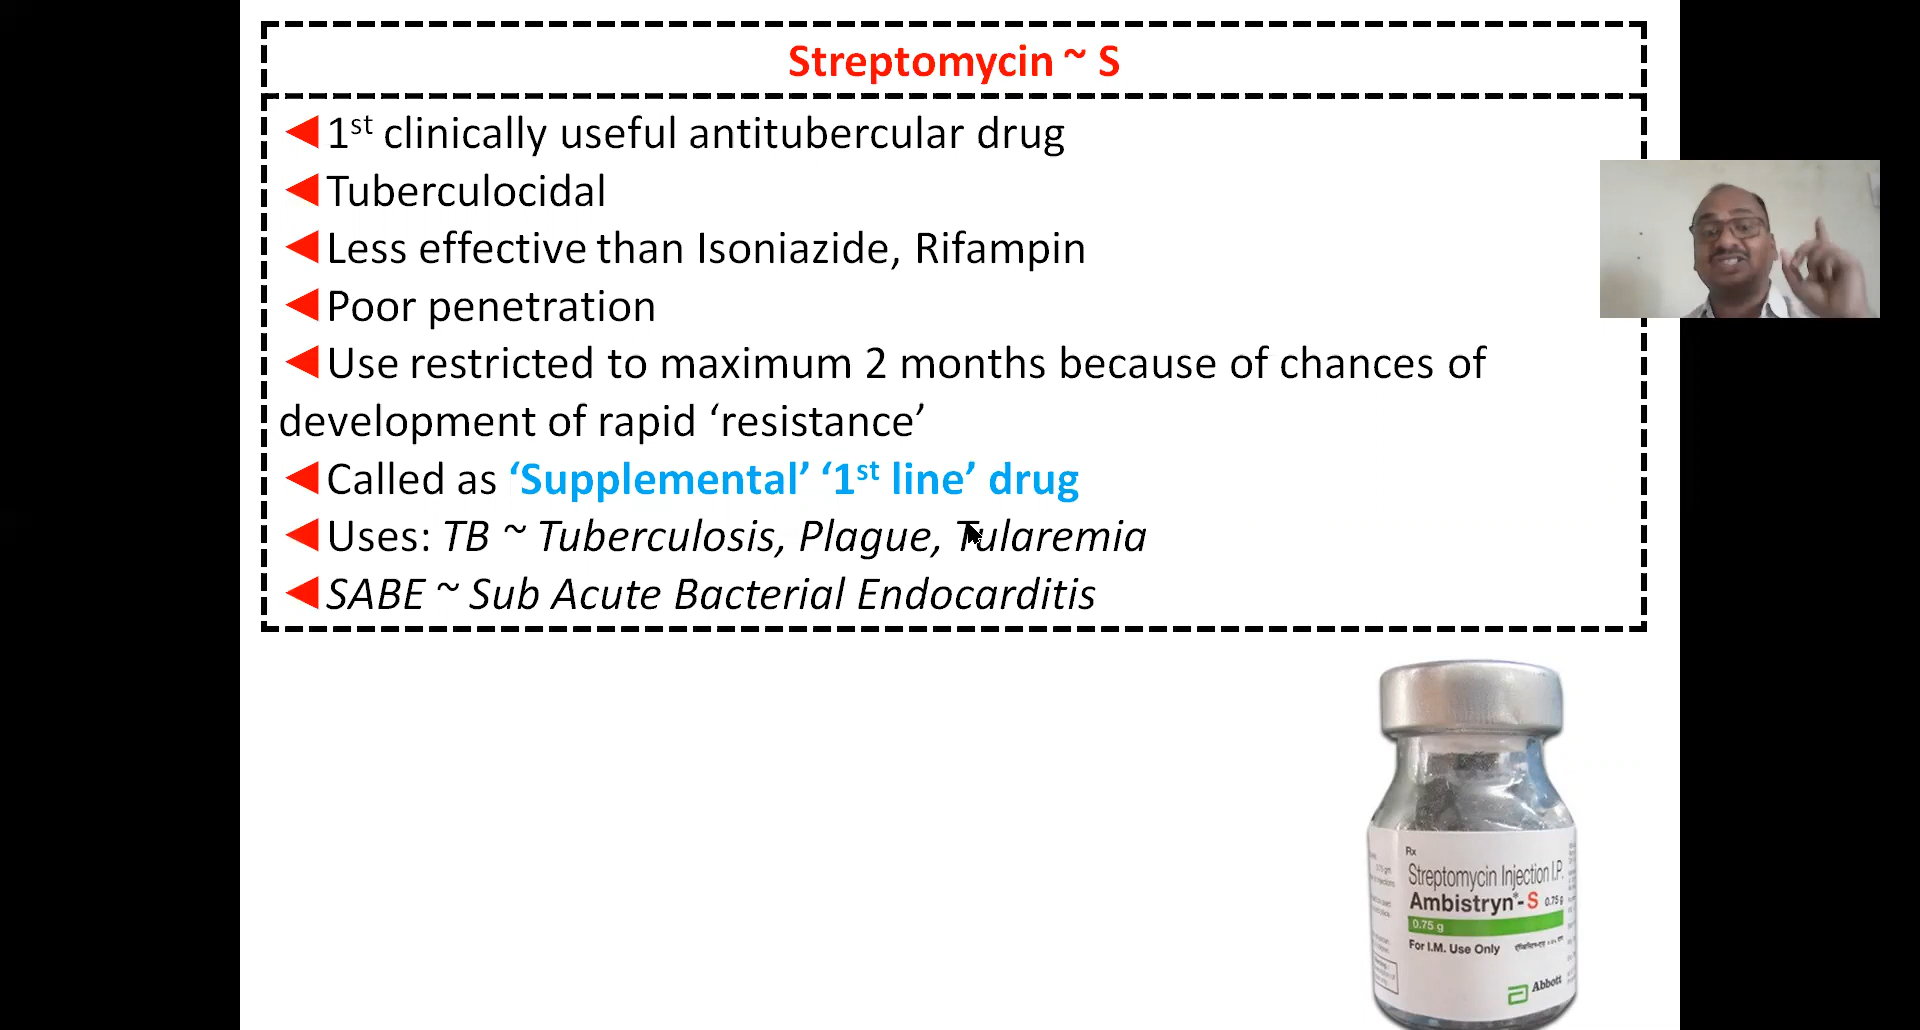 Streptomycin ~ S
1st clinically useful antitubercular drug
Tuberculocidal
Less effective than Isoniazide, Rifampin
Poor penetration
Use restricted to maximum 2 months because of chances of
development of rapid ‘resistance’
Called as ‘Supplemental’ ‘1st line’ drug
Uses: TB ~ Tuberculosis, Plague, Tularemia
SABE ~ Sub Acute Bacterial Endocarditis
Rx
Streptomycin Injection I.P.
Ambistryn*-S 0.75 g
0.75 g
For I.M. Use Only
Abbott